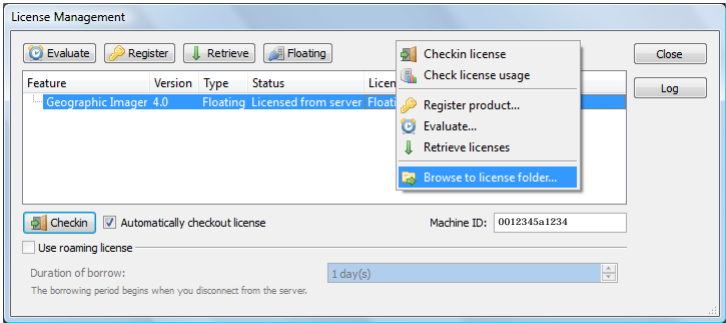 License Management
Evaluate Register Retrieve Floating
Checkin license
Check license usage
Register product...
Evaluate...
Retrieve licenses
Browse to license folder...
Close
Log
Feature Version Type Status
Geographic Imager 4.0 Floating Licensed from server
Checkin Automatically checkout license Machine ID: 0012345a1234
Use roaming license
Duration of borrow: 1 day(s)
The borrowing period begins when you disconnect from the server.